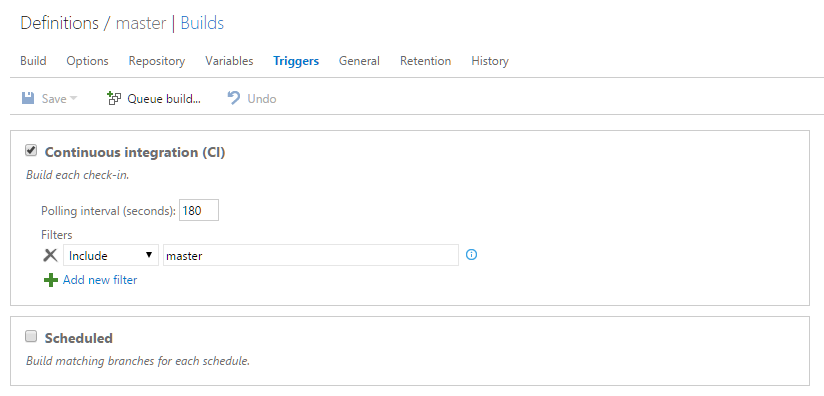 Definitions / master | Builds
Build Options Repository Variables Triggers General Retention History
Save Queue build... Undo
Continuous integration (CI)
Build each check-in.
Polling interval (seconds): 180
Filters
Include master
Add new filter
Scheduled
Build matching branches for each schedule.